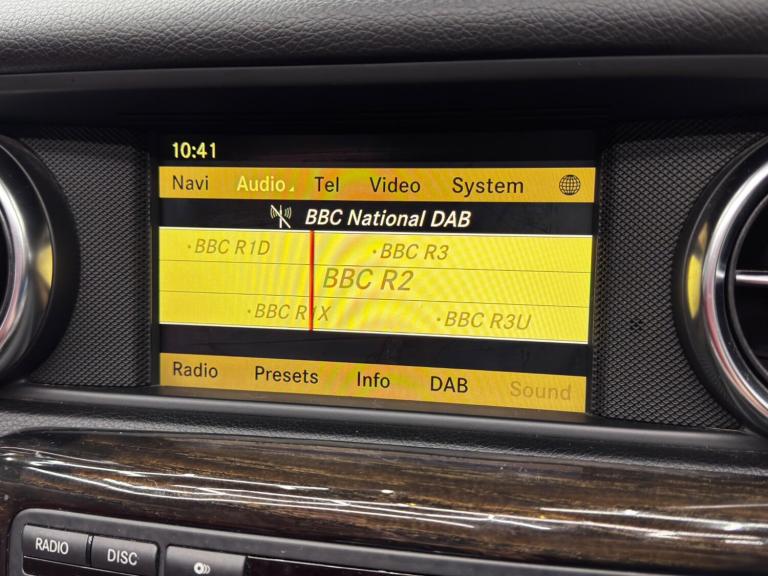 10:41
Navi Audio Tel Video System
BBC National DAB
BBC R1D BBC R3
BBC R2
BBC R1X BBC R3U
Radio Presets Info DAB Sound
RADIO DISC